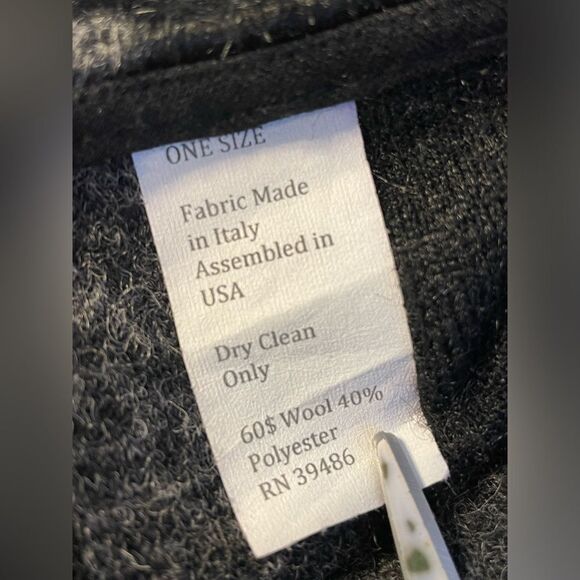 ONE SIZE
Fabric Made
in Italy
Assembled in
USA
Dry Clean
Only
60$ Wool 40%
Polyester
RN 39486